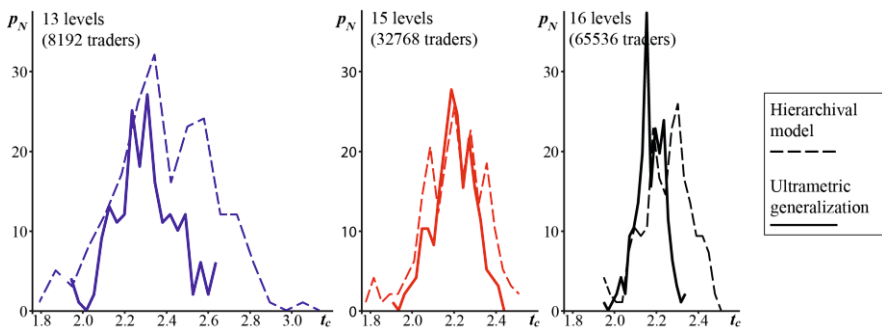 p_N
13 levels
(8192 traders)
30
20
10
0
1.8 2.0 2.2 2.4 2.6 2.8 3.0 t_c
p_N
15 levels
(32768 traders)
30
20
10
0
1.8 2.0 2.2 2.4 t_c
p_N
16 levels
(65536 traders)
30
20
10
0
1.8 2.0 2.2 2.4 t_c
Hierarchival
model
Ultrametric
generalization